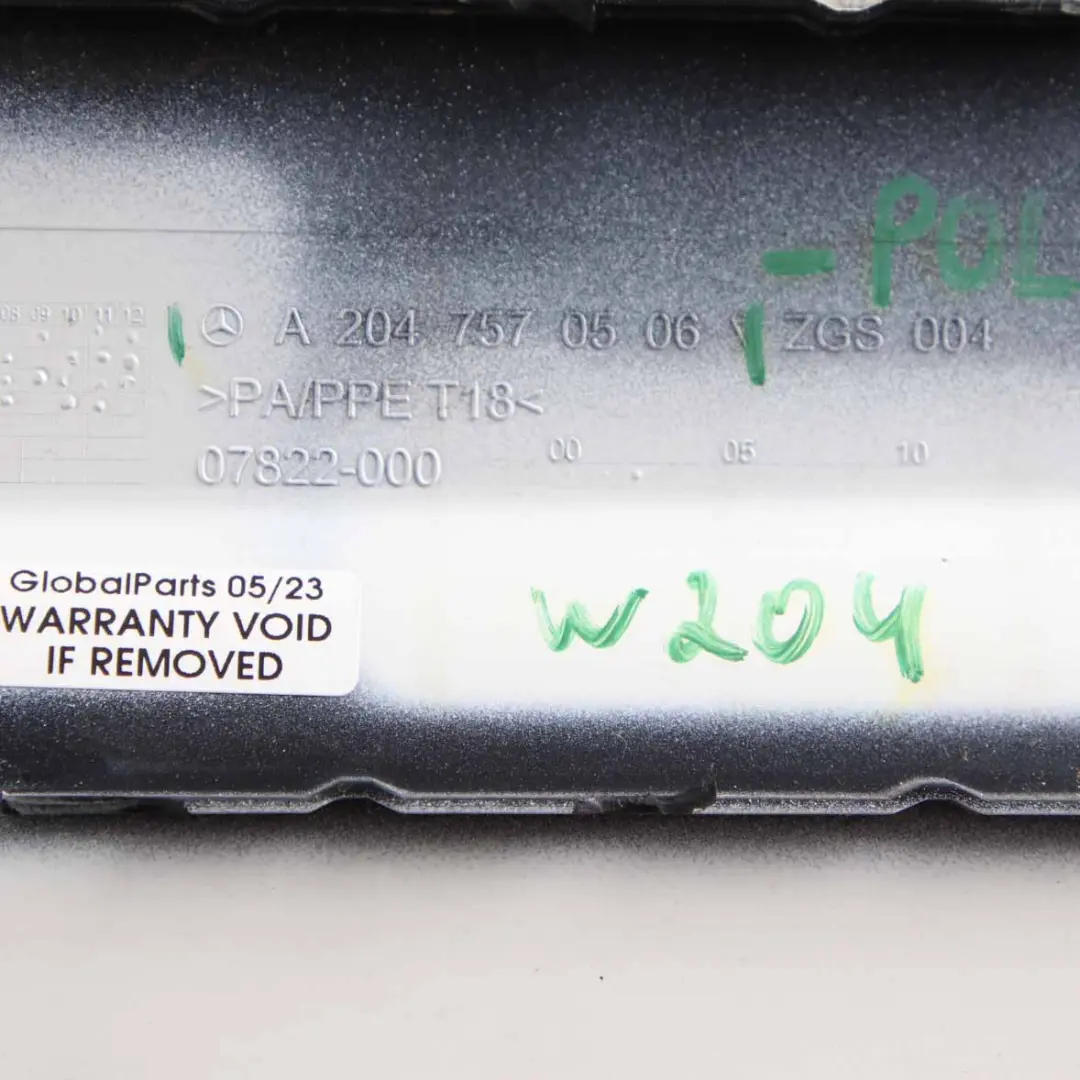 -POL
08 09 10 11 12
A 204 757 05 06 ZGS 004
>PA/PPE T18<
07822-000
00 05 10
GlobalParts 05/23
WARRANTY VOID
IF REMOVED
W204